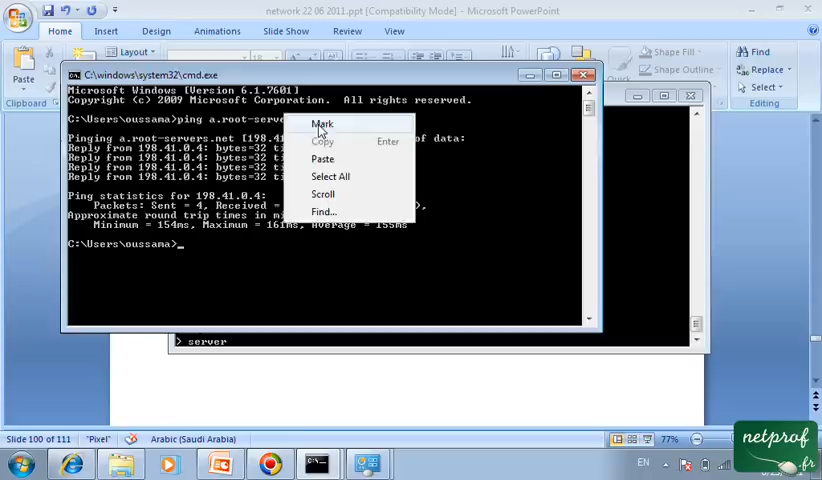 network 22 06 2011.ppt [Compatibility Mode] - Microsoft PowerPoint
Home Insert Design Animations Slide Show Review View
Paste
Layout
Shape Fill
Shape Outline
Find
Replace
Select
Clipboard
Editing
C:\windows\system32\cmd.exe
Microsoft Windows [Version 6.1.7601]
Copyright (c) 2009 Microsoft Corporation. All rights reserved.
C:\Users\oussama>ping a.root-serve
Pinging a.root-servers.net [198.41. of data:
Reply from 198.41.0.4: bytes=32 ti
Reply from 198.41.0.4: bytes=32 ti
Reply from 198.41.0.4: bytes=32 ti
Reply from 198.41.0.4: bytes=32 ti
Ping statistics for 198.41.0.4:
Packets: Sent = 4, Received = ),
Approximate round trip times in mi
Minimum = 154ms, Maximum = 161ms, Average = 155ms
C:\Users\oussama>_
Mark
Copy Enter
Paste
Select All
Scroll
Find...
> server
Slide 100 of 111 "Pixel" Arabic (Saudi Arabia) 77%
EN
netprof
.fr